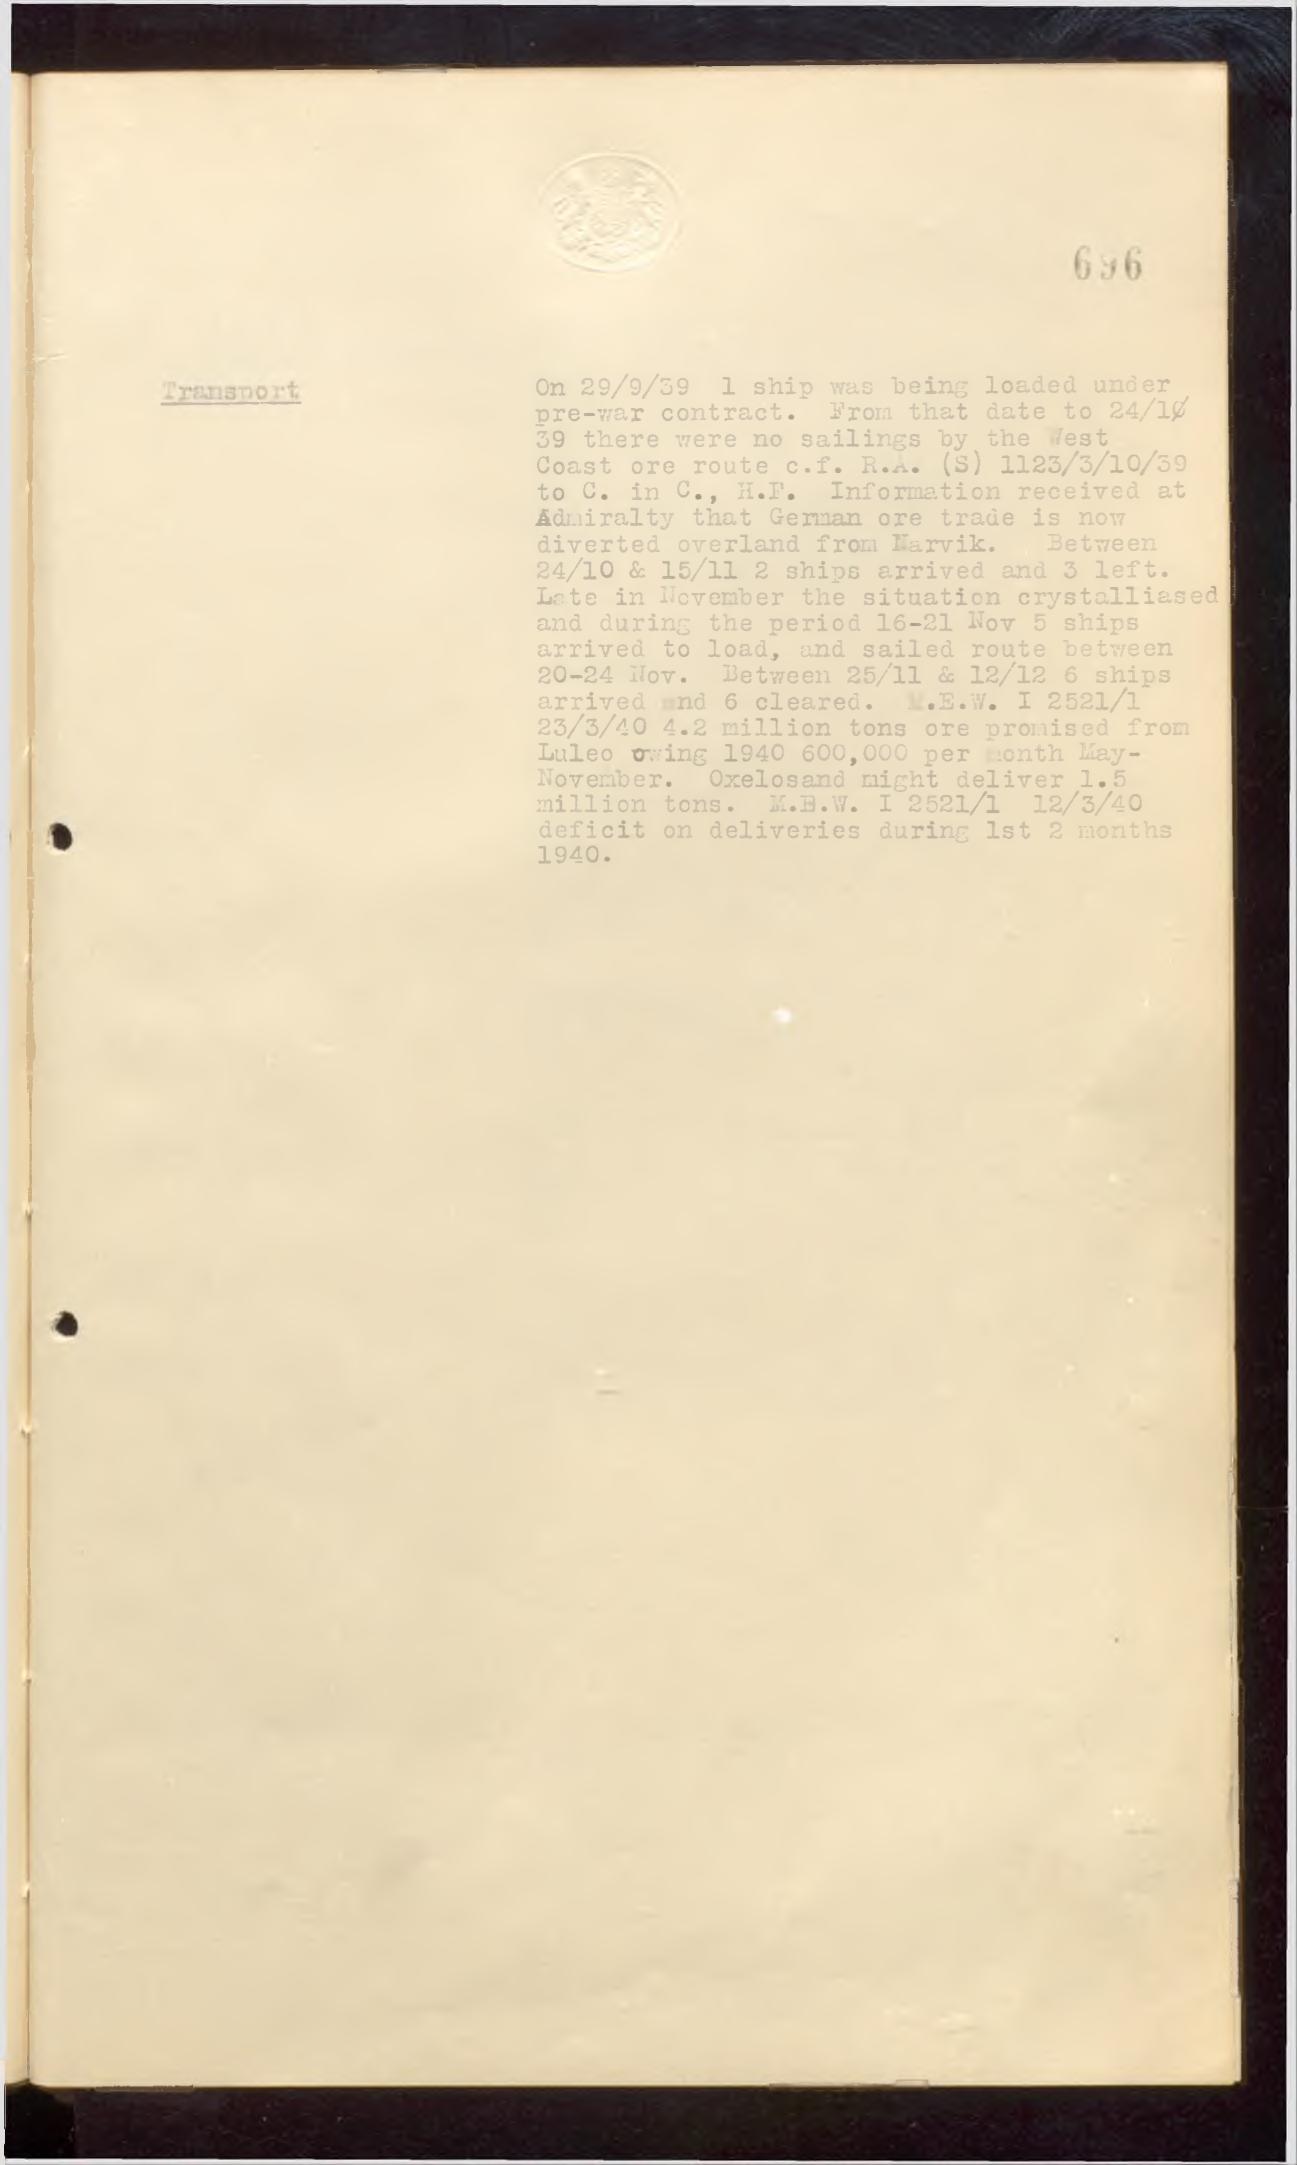 696
Transport
On 29/9/39 1 ship was being loaded under
pre-war contract. From that date to 24/10/
39 there were no sailings by the West
Coast ore route c.f. R.A. (S) 1123/3/10/39
to C. in C., H.F. Information received at
Admiralty that German ore trade is now
diverted overland from Narvik. Between
24/10 & 15/11 2 ships arrived and 3 left.
Late in November the situation crystalliased
and during the period 16-21 Nov 5 ships
arrived to load, and sailed route between
20-24 Nov. Between 25/11 & 12/12 6 ships
arrived and 6 cleared. M.E.W. I 2521/1
23/3/40 4.2 million tons ore promised from
Luleo owing 1940 600,000 per month May-
November. Oxelosand might deliver 1.5
million tons. M.E.W. I 2521/1 12/3/40
deficit on deliveries during 1st 2 months
1940.